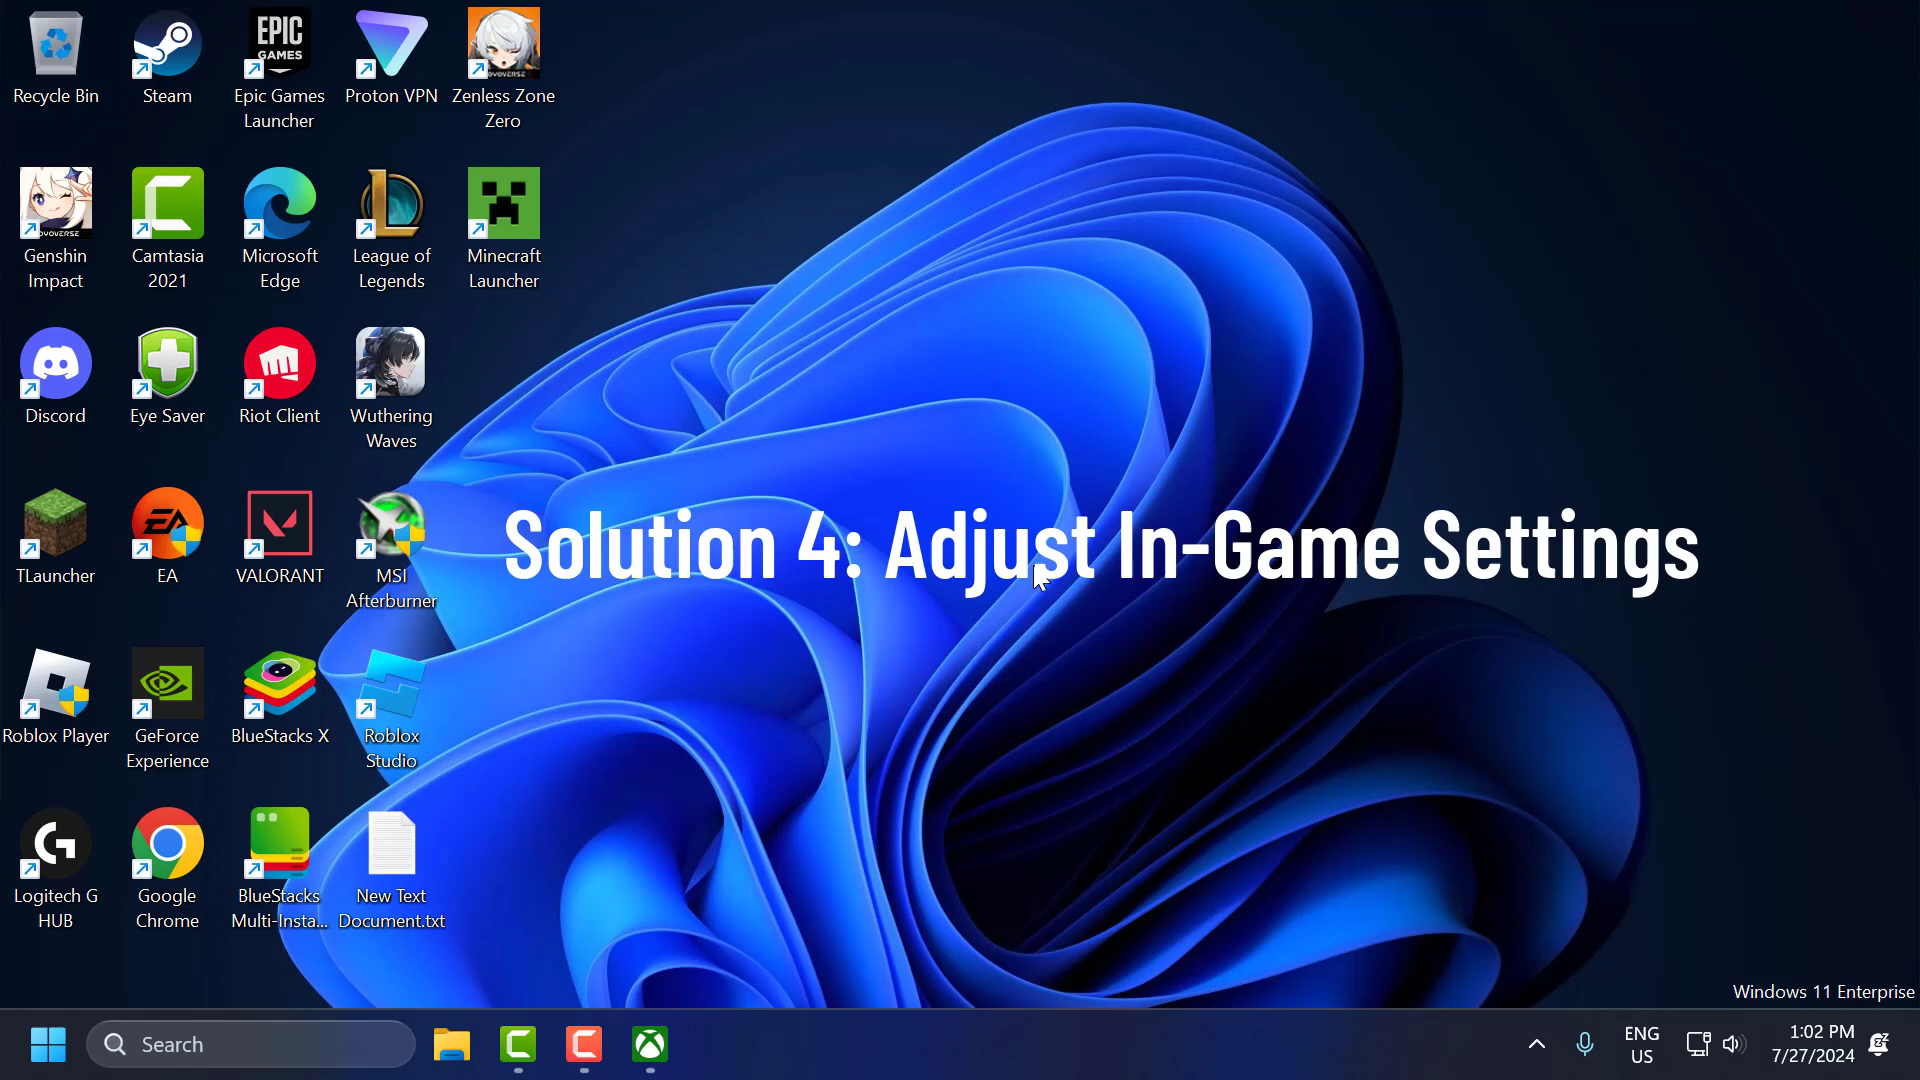 Recycle Bin
Steam
EPIC
GAMES
Epic Games
Launcher
Proton VPN
Zenless Zone
Zero
Genshin
Impact
Camtasia
2021
Microsoft
Edge
League of
Legends
Minecraft
Launcher
Discord
Eye Saver
Riot Client
Wuthering
Waves
TLauncher
EA
EA
VALORANT
MSI
Afterburner
Solution 4: Adjust In-Game Settings
Roblox Player
GeForce
Experience
BlueStacks X
Roblox
Studio
Logitech G
HUB
Google
Chrome
BlueStacks
Multi-Insta...
New Text
Document.txt
Windows 11 Enterprise
Search
ENG
US
1:02 PM
7/27/2024